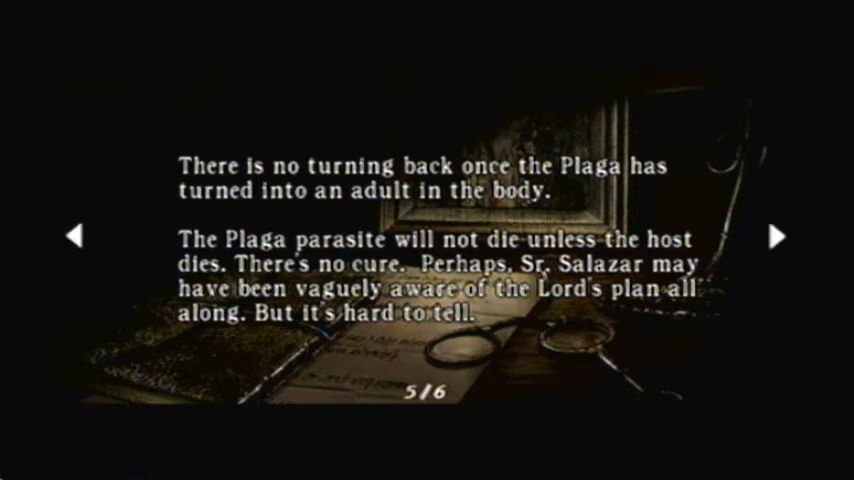 There is no turning back once the Plaga has
turned into an adult in the body.
The Plaga parasite will not die unless the host
dies. There's no cure.  Perhaps, Sr. Salazar may
have been vaguely aware of the Lord's plan all
along. But it's hard to tell.
5/6